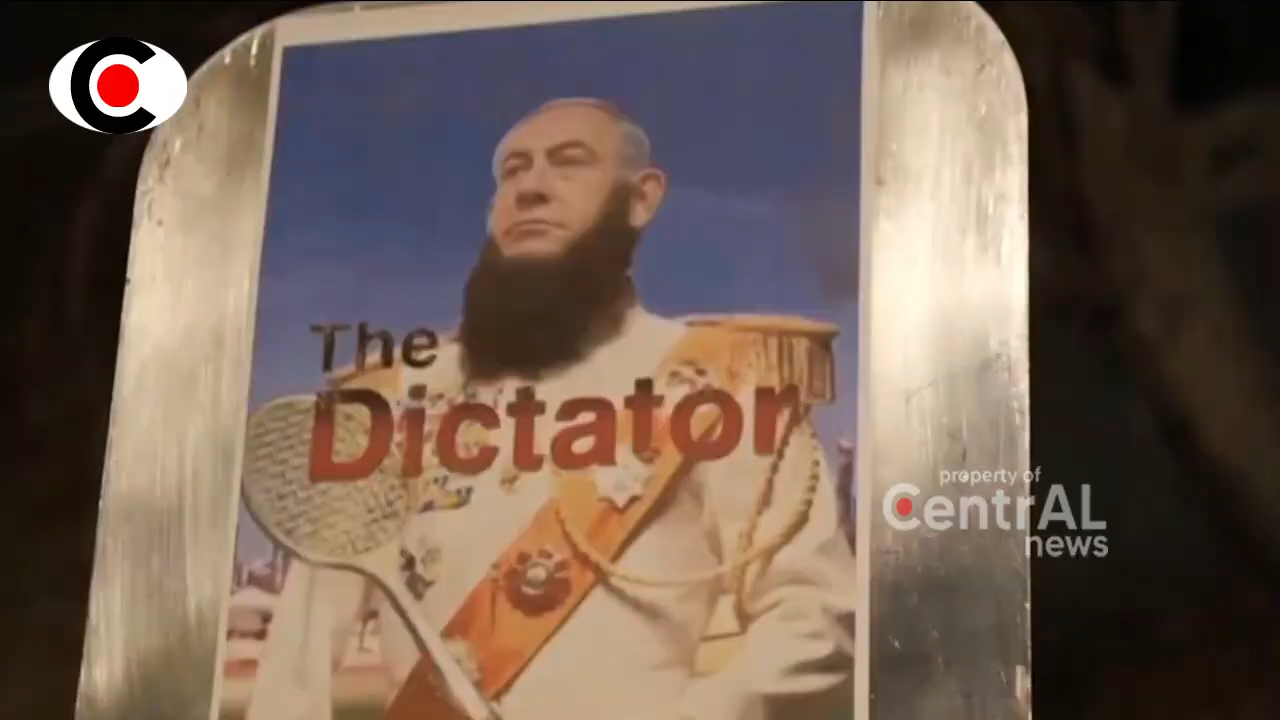 The
Dictator
property of
CentrAL
news